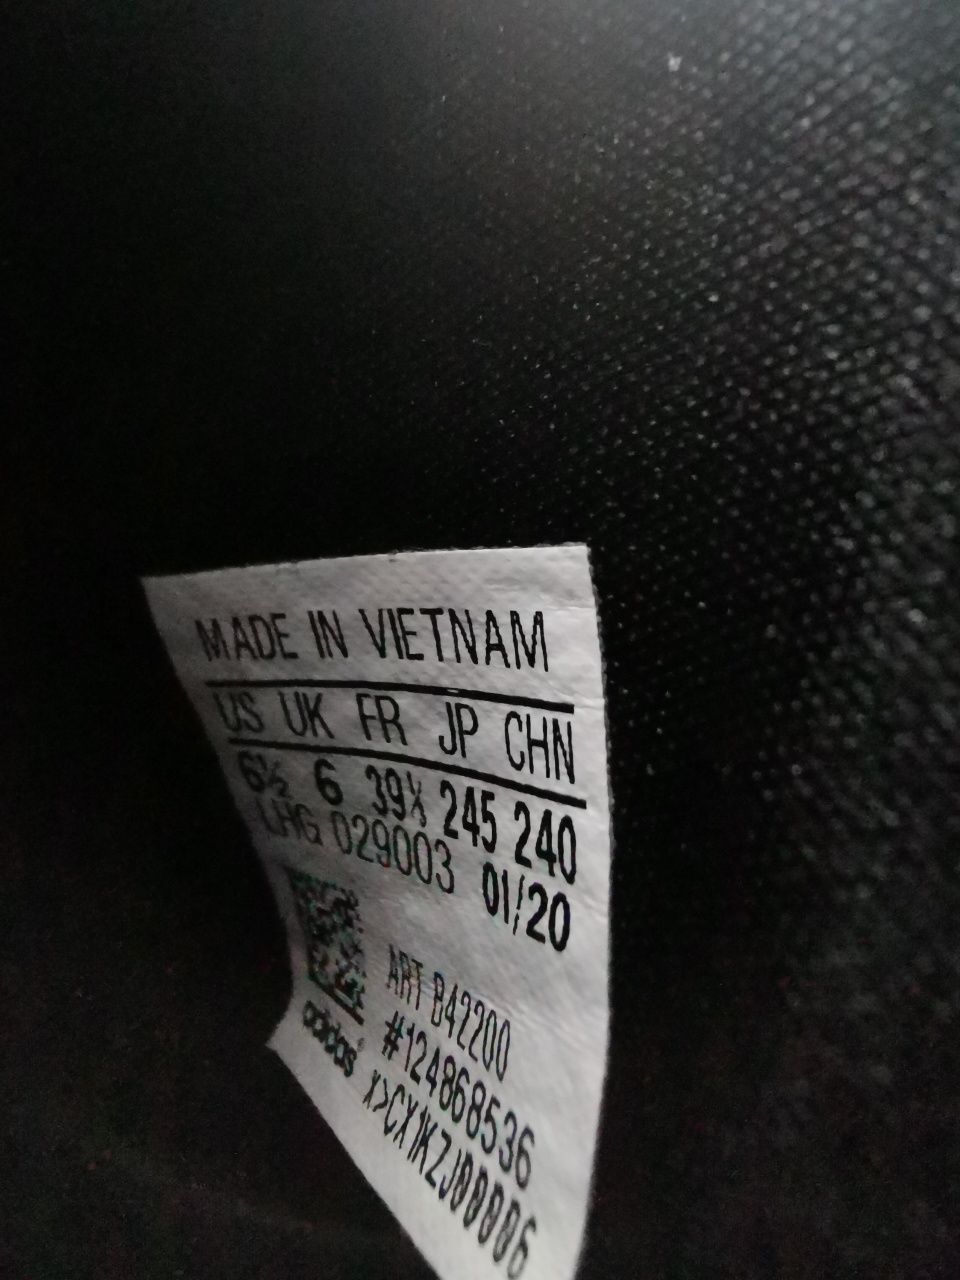 MADE IN VIETNAM
US UK FR JP CHN
6½ 6 39⅓ 245 240
LHG 029003 01/20
ART B42200
#124868536
X>CX1KZJ00006
adidas